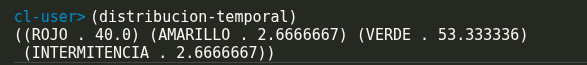 cl-user> (distribucion-temporal)
((ROJO . 40.0) (AMARILLO . 2.6666667) (VERDE . 53.333336)
 (INTERMITENCIA . 2.6666667))